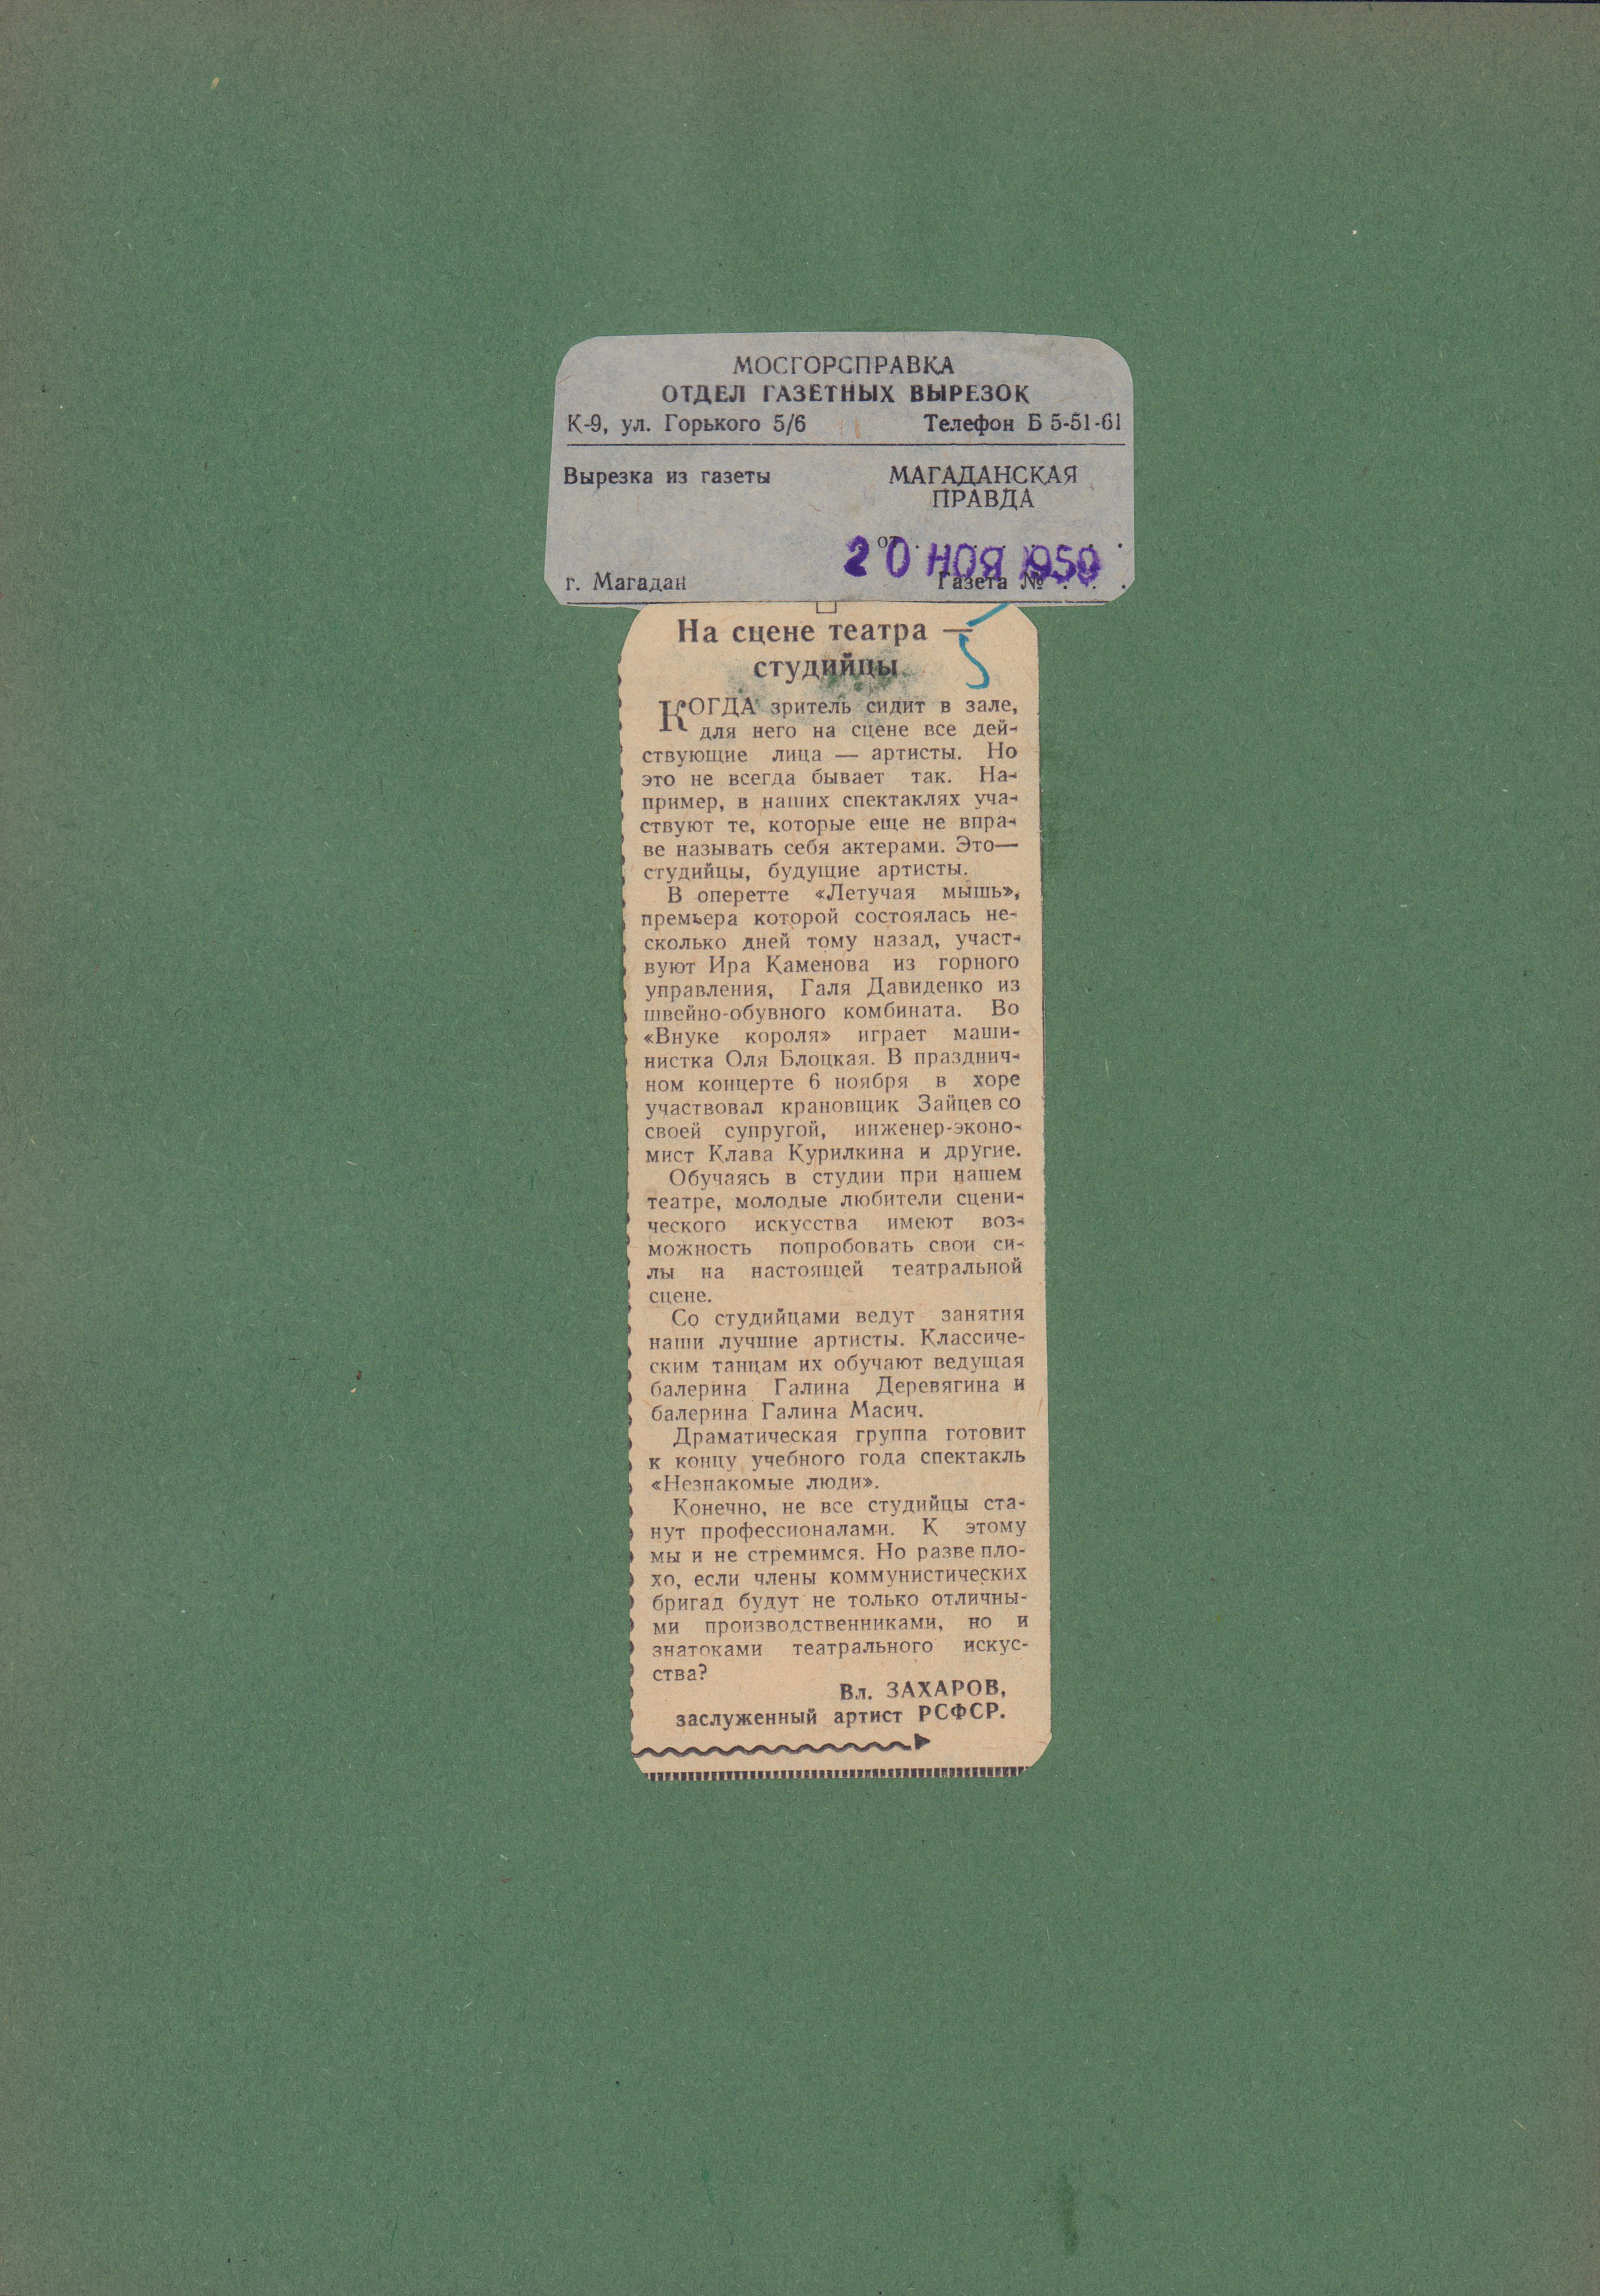 МОСГОРСПРАВКА
ОТДЕЛ ГАЗЕТНЫХ ВЫРЕЗОК
К-9, ул. Горького 5/6 Телефон Б 5-51-61
Вырезка из газеты МАГАДАНСКАЯ
ПРАВДА
от
20 НОЯ 1959
г. Магадан Газета №
На сцене театра —
студийцы
КОГДА зритель сидит в зале,
для него на сцене все дей-
ствующие лица — артисты. Но
это не всегда бывает так. На-
пример, в наших спектаклях уча-
ствуют те, которые еще не впра-
ве называть себя актерами. Это—
студийцы, будущие артисты.
В оперетте «Летучая мышь»,
премьера которой состоялась не-
сколько дней тому назад, участ-
вуют Ира Каменова из горного
управления, Галя Давиденко из
швейно-обувного комбината. Во
«Внуке короля» играет маши-
нистка Оля Блоцкая. В празднич-
ном концерте 6 ноября в хоре
участвовал крановщик Зайцев со
своей супругой, инженер-эконо-
мист Клава Курилкина и другие.
Обучаясь в студии при нашем
театре, молодые любители сцени-
ческого искусства имеют воз-
можность попробовать свои си-
лы на настоящей театральной
сцене.
Со студийцами ведут занятия
наши лучшие артисты. Классиче-
ским танцам их обучают ведущая
балерина Галина Деревягина и
балерина Галина Масич.
Драматическая группа готовит
к концу учебного года спектакль
«Незнакомые люди».
Конечно, не все студийцы ста-
нут профессионалами. К этому
мы и не стремимся. Но разве пло-
хо, если члены коммунистических
бригад будут не только отличны-
ми производственниками, но и
знатоками театрального искус-
ства?
Вл. ЗАХАРОВ,
заслуженный артист РСФСР.